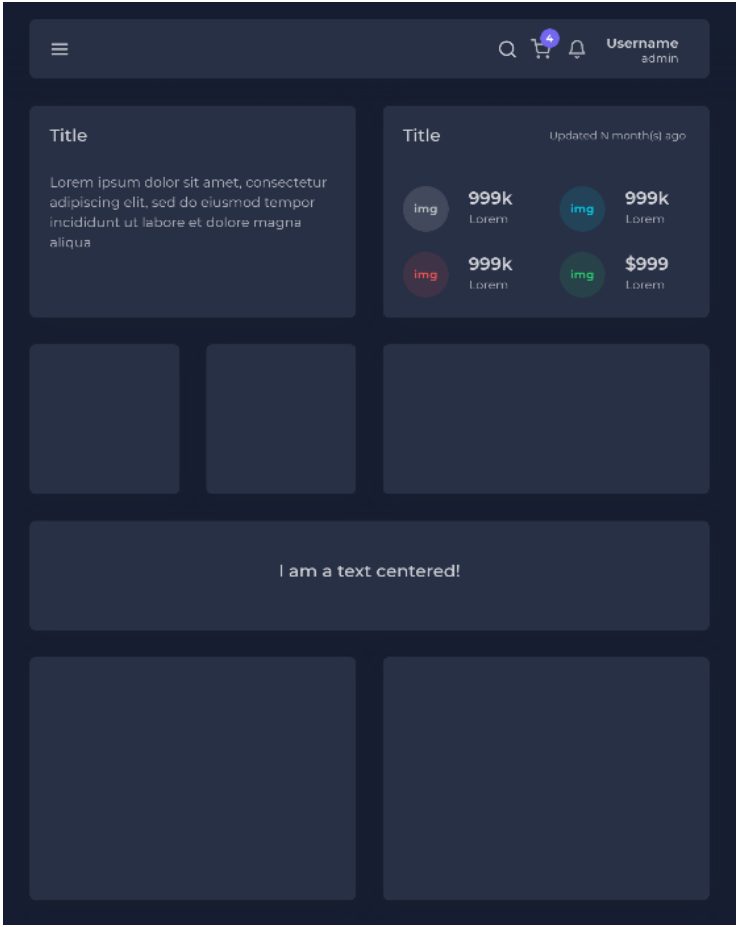 4
Username
admin
Title
Lorem ipsum dolor sit amet, consectetur
adipiscing elit, sed do eiusmod tempor
incididunt ut labore et dolore magna
aliqua
Title
Updated N month(s) ago
img
999k
Lorem
img
999k
Lorem
img
999k
Lorem
img
$999
Lorem
I am a text centered!